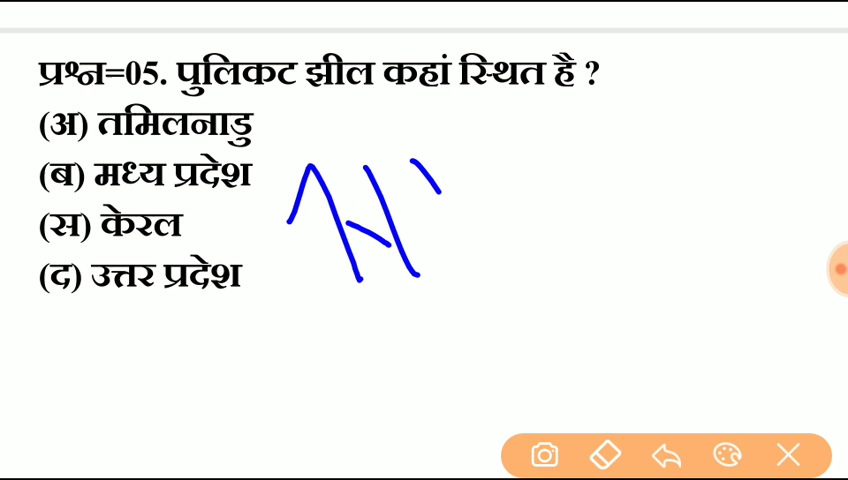 प्रश्न=05. पुलिकट झील कहां स्थित है ?
(अ) तमिलनाडु
(ब) मध्य प्रदेश
(स) केरल
(द) उत्तर प्रदेश